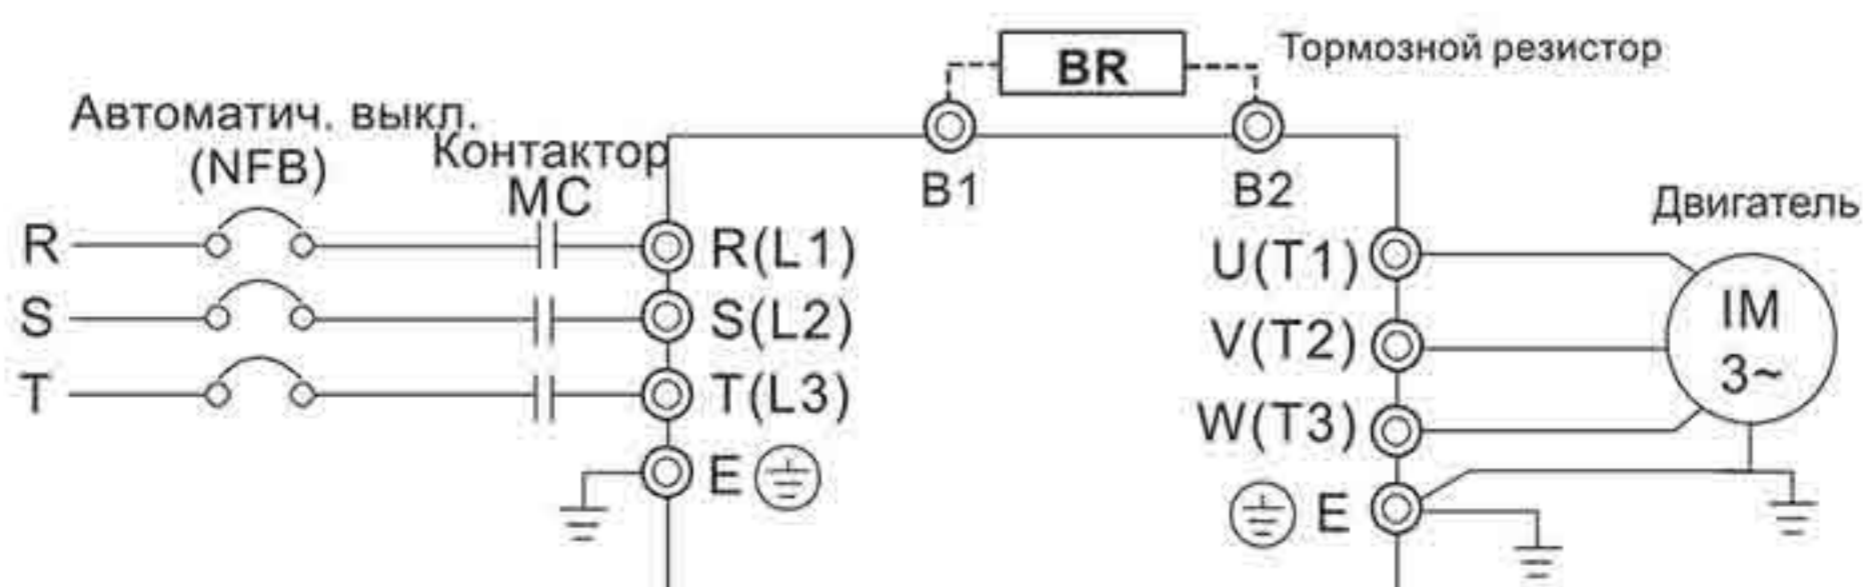 BR
Тормозной резистор
Автоматич. выкл.
(NFB)
Контактор
MC
B1
B2
Двигатель
R
R(L1)
U(T1)
S
S(L2)
V(T2)
IM
3~
T
T(L3)
W(T3)
E
E